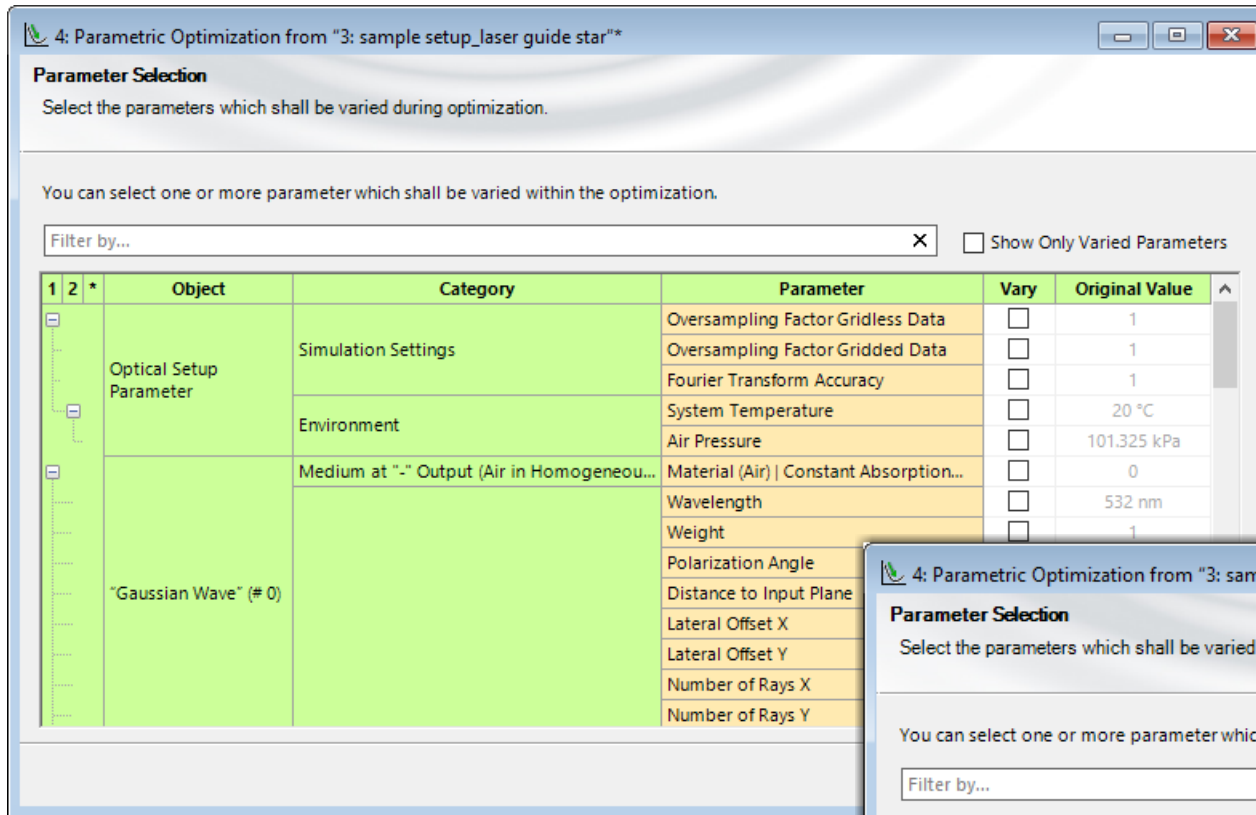 4: Parametric Optimization from "3: sample setup_laser guide star"*
Parameter Selection
Select the parameters which shall be varied during optimization.
You can select one or more parameter which shall be varied within the optimization.
Filter by...
Show Only Varied Parameters
1 2 * Object Category Parameter Vary Original Value
Optical Setup Parameter
Simulation Settings
Oversampling Factor Gridless Data 1
Oversampling Factor Gridded Data 1
Fourier Transform Accuracy 1
Environment
System Temperature 20 °C
Air Pressure 101.325 kPa
"Gaussian Wave" (# 0)
Medium at "-" Output (Air in Homogeneou... Material (Air) | Constant Absorption... 0
Wavelength 532 nm
Weight 1
Polarization Angle
Distance to Input Plane
Lateral Offset X
Lateral Offset Y
Number of Rays X
Number of Rays Y
4: Parametric Optimization from "3: sam
Parameter Selection
Select the parameters which shall be varied
You can select one or more parameter whic
Filter by...